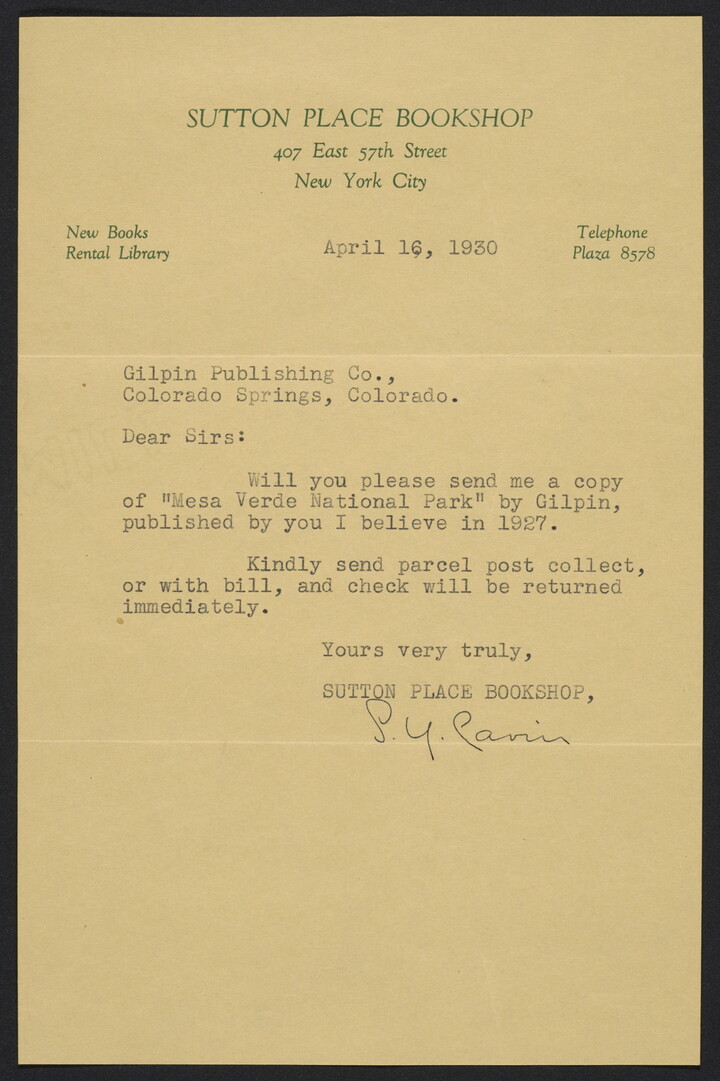 SUTTON PLACE BOOKSHOP
407 East 57th Street
New York City
New Books
Rental Library
April 16, 1930
Telephone
Plaza 8578
Gilpin Publishing Co.,
Colorado Springs, Colorado.
Dear Sirs:
Will you please send me a copy
of "Mesa Verde National Park" by Gilpin,
published by you I believe in 1927.
Kindly send parcel post collect,
or with bill, and check will be returned
immediately.
Yours very truly,
SUTTON PLACE BOOKSHOP,